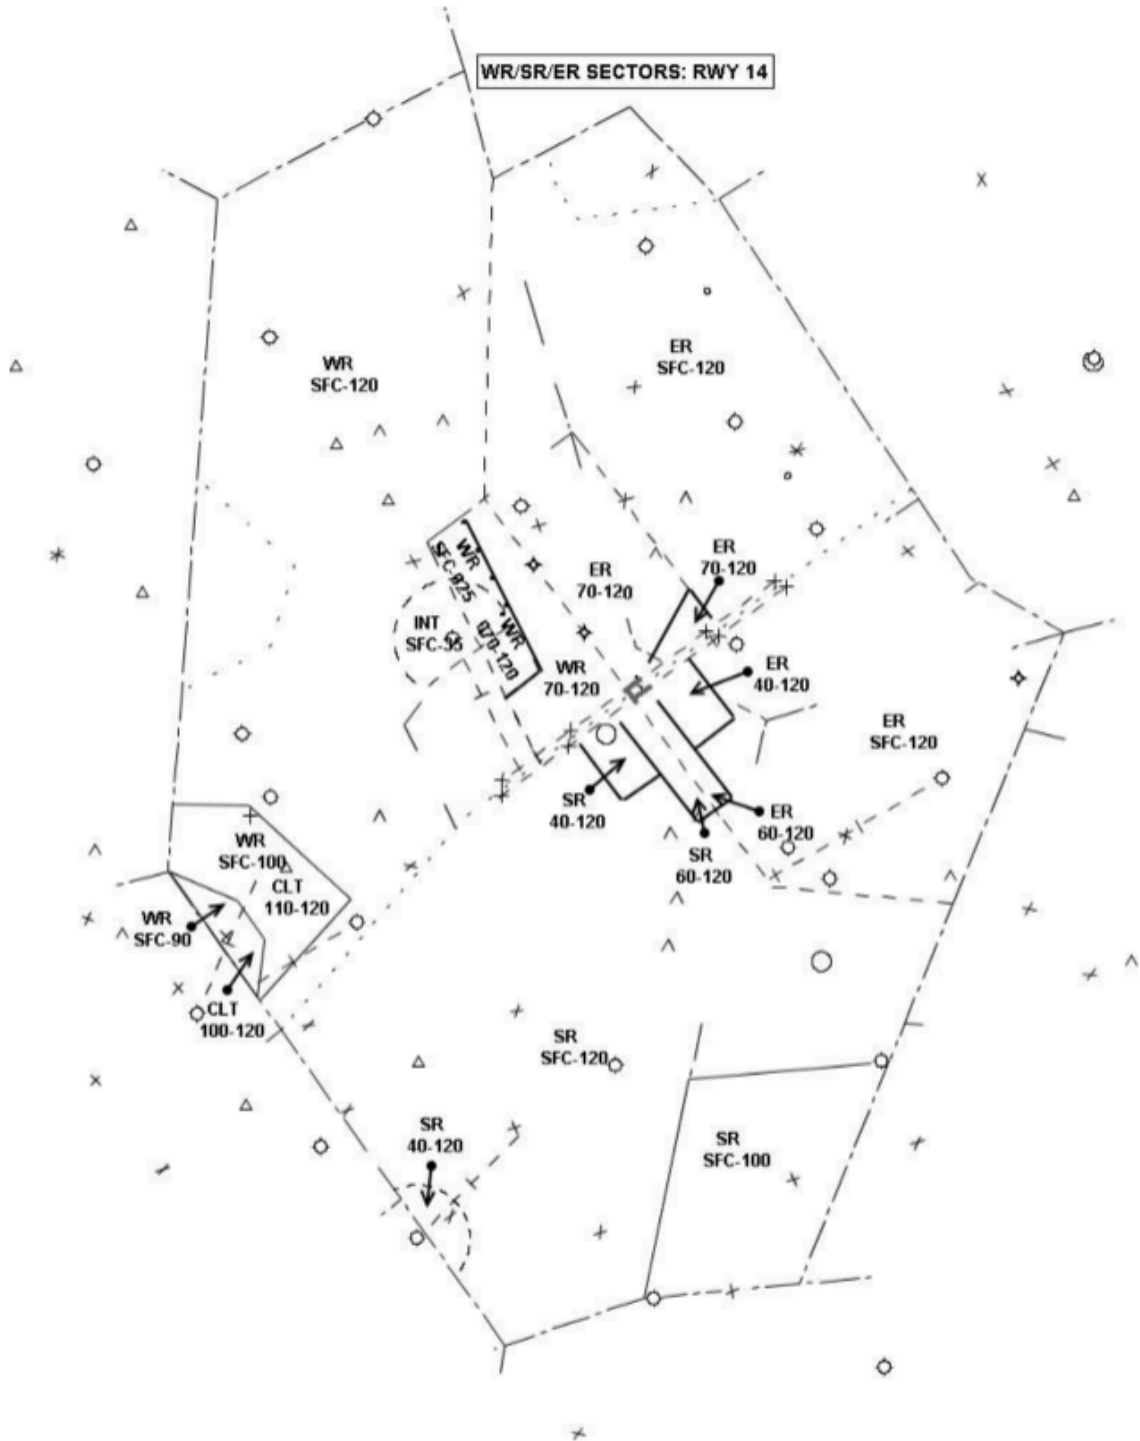 WR/SR/ER SECTORS: RWY 14
WR
SFC-120
ER
SFC-120
WR
SFC-025
WR
070-120
INT
SFC-35
ER
70-120
ER
70-120
WR
70-120
ER
40-120
ER
SFC-120
SR
40-120
ER
60-120
SR
60-120
WR
SFC-100
CLT
110-120
WR
SFC-90
CLT
100-120
SR
SFC-120
SR
40-120
SR
SFC-100